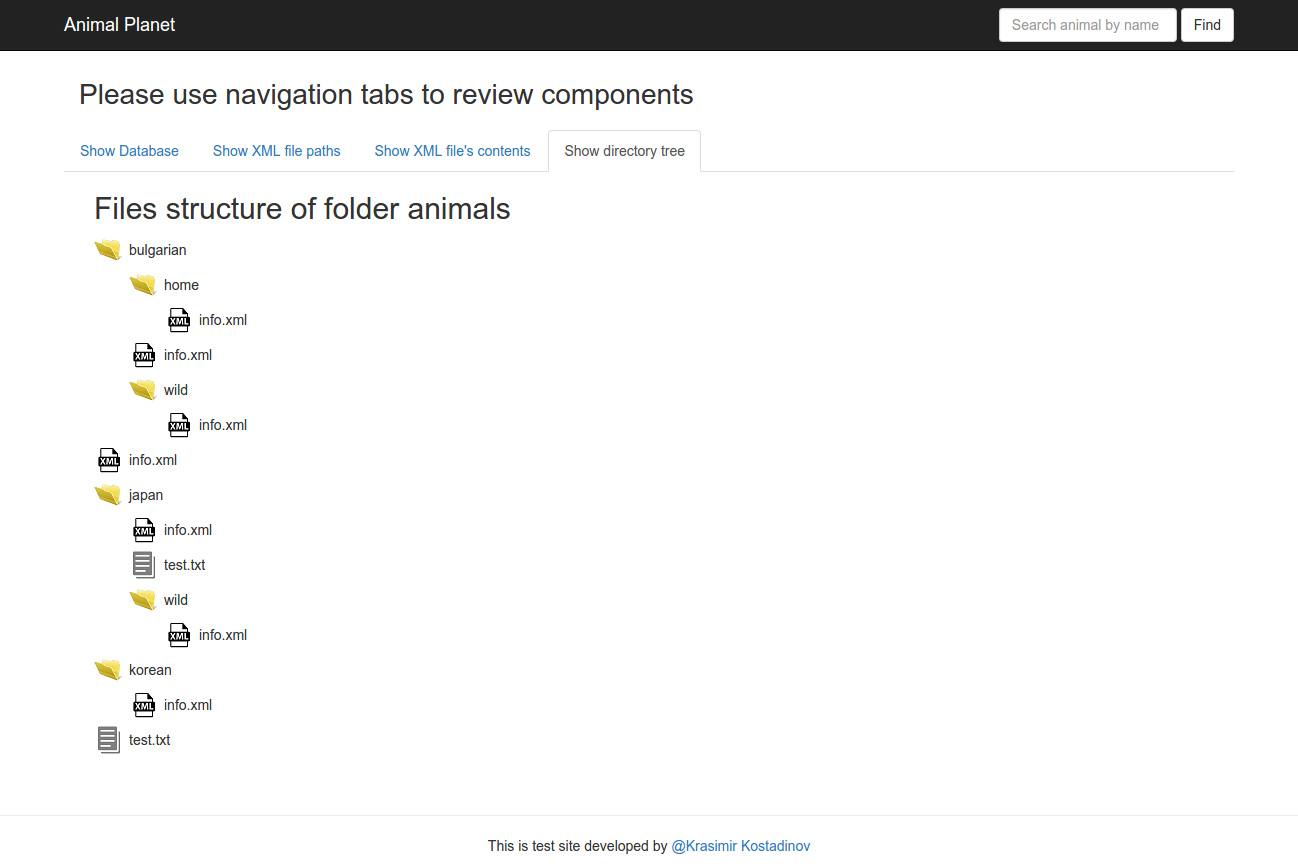 Animal Planet Search animal by name Find
Please use navigation tabs to review components
Show Database Show XML file paths Show XML file's contents Show directory tree
Files structure of folder animals
bulgarian
home
XML info.xml
XML info.xml
wild
XML info.xml
XML info.xml
japan
XML info.xml
test.txt
wild
XML info.xml
korean
XML info.xml
test.txt
This is test site developed by @Krasimir Kostadinov